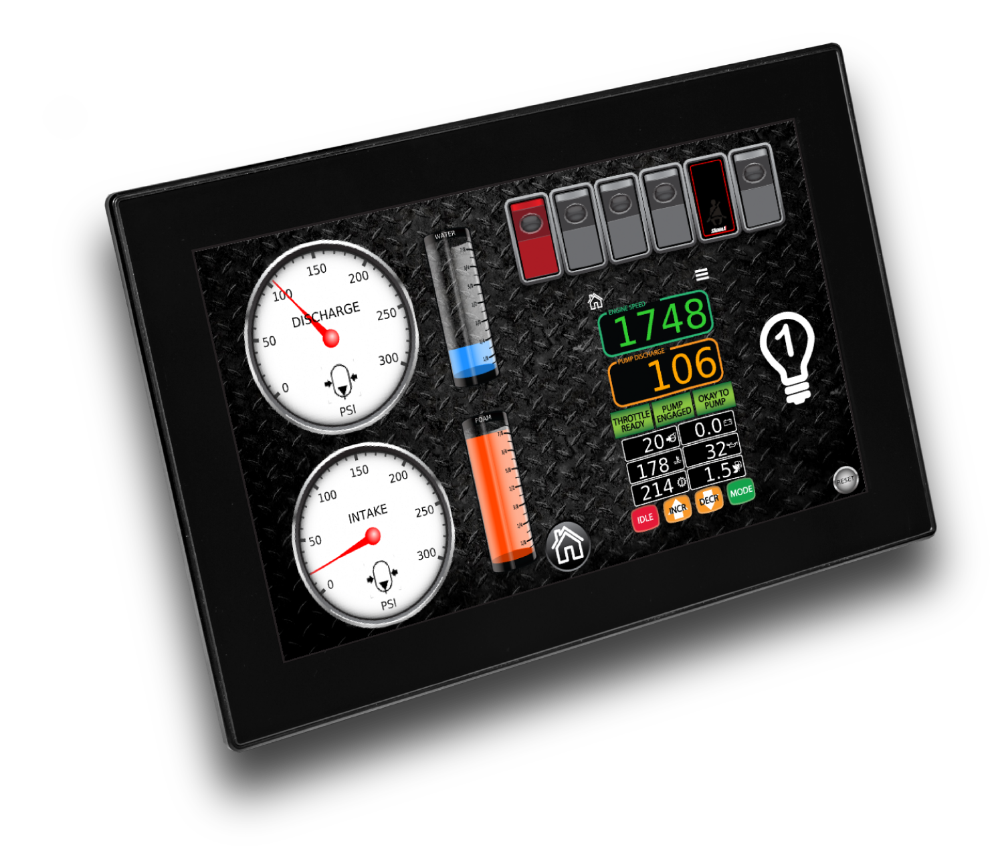 150
200
100
DISCHARGE
250
50
300
0
PSI
150
200
100
INTAKE
250
50
300
0
PSI
WATER
7/8
3/4
5/8
1/2
1/4
1/8
FOAM
7/8
3/4
5/8
1/2
3/8
1/4
1/8
ENGINE SPEED
1748
PUMP DISCHARGE
106
THROTTLE
READY
PUMP
ENGAGED
OKAY TO
PUMP
20
0.0
178
32
214
1.5
IDLE
INCR
DECR
MODE
1
RESET